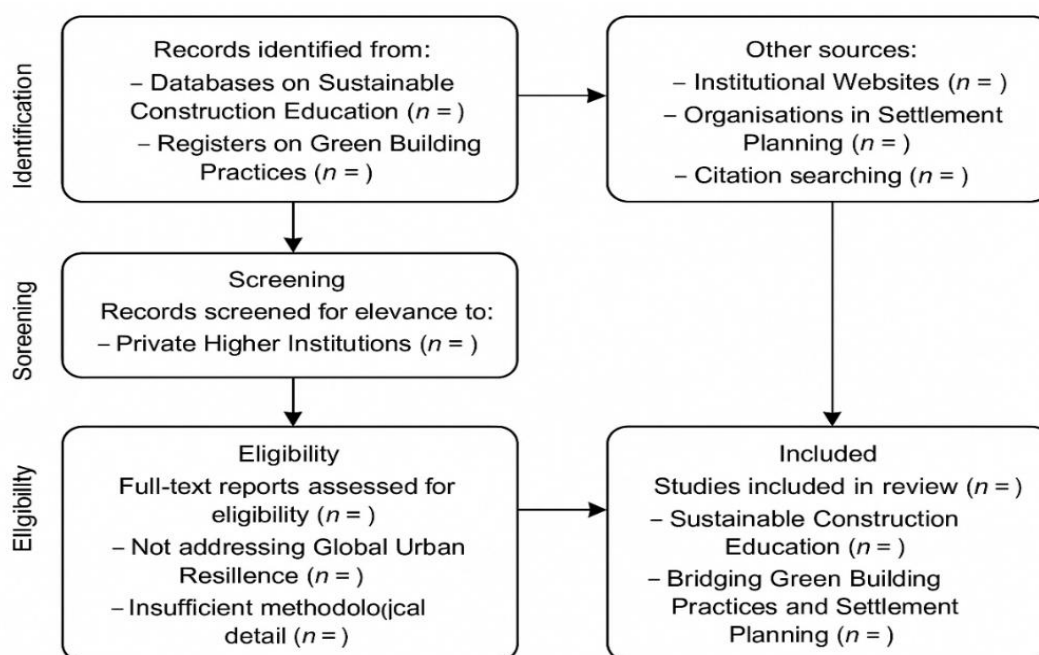 Identification
Records identified from:
– Databases on Sustainable
Construction Education (n = )
– Registers on Green Building
Practices (n = )
Other sources:
– Institutional Websites (n = )
– Organisations in Settlement
Planning (n = )
– Citation searching (n = )
Soreening
Screening
Records screened for elevance to:
– Private Higher Institutions (n = )
Ellgibility
Eligibility
Full-text reports assessed for
eligibility (n = )
– Not addressing Global Urban
Resillence (n = )
– Insufficient methodolo(ical
detail (n = )
Included
Studies included in review (n = )
– Sustainable Construction
Education (n = )
– Bridging Green Building
Practices and Settlement
Planning (n = )